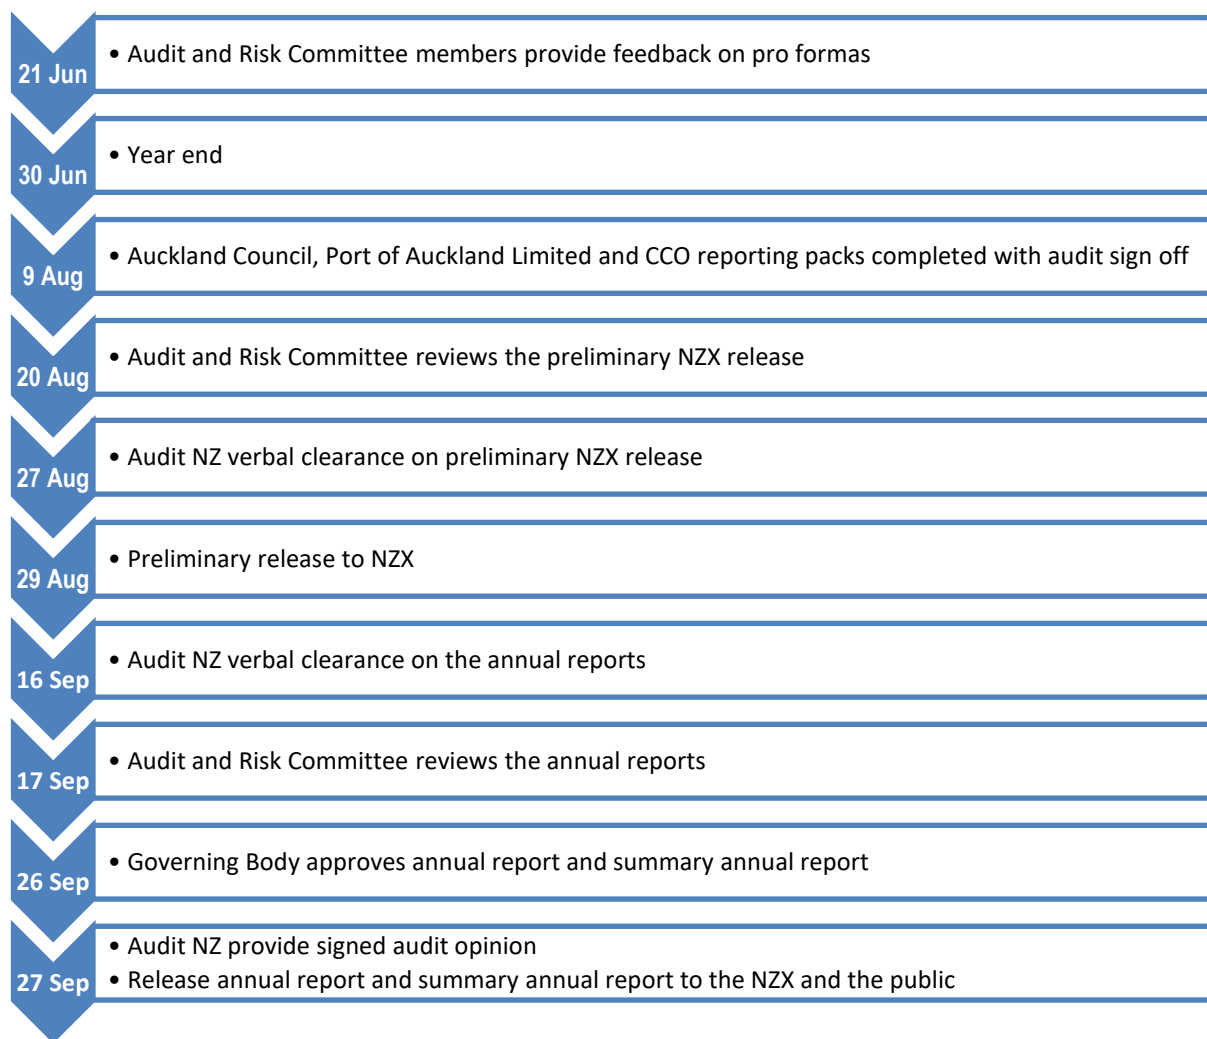 21 Jun
• Audit and Risk Committee members provide feedback on pro formas
30 Jun
• Year end
9 Aug
• Auckland Council, Port of Auckland Limited and CCO reporting packs completed with audit sign off
20 Aug
• Audit and Risk Committee reviews the preliminary NZX release
27 Aug
• Audit NZ verbal clearance on preliminary NZX release
29 Aug
• Preliminary release to NZX
16 Sep
• Audit NZ verbal clearance on the annual reports
17 Sep
• Audit and Risk Committee reviews the annual reports
26 Sep
• Governing Body approves annual report and summary annual report
27 Sep
• Audit NZ provide signed audit opinion
• Release annual report and summary annual report to the NZX and the public